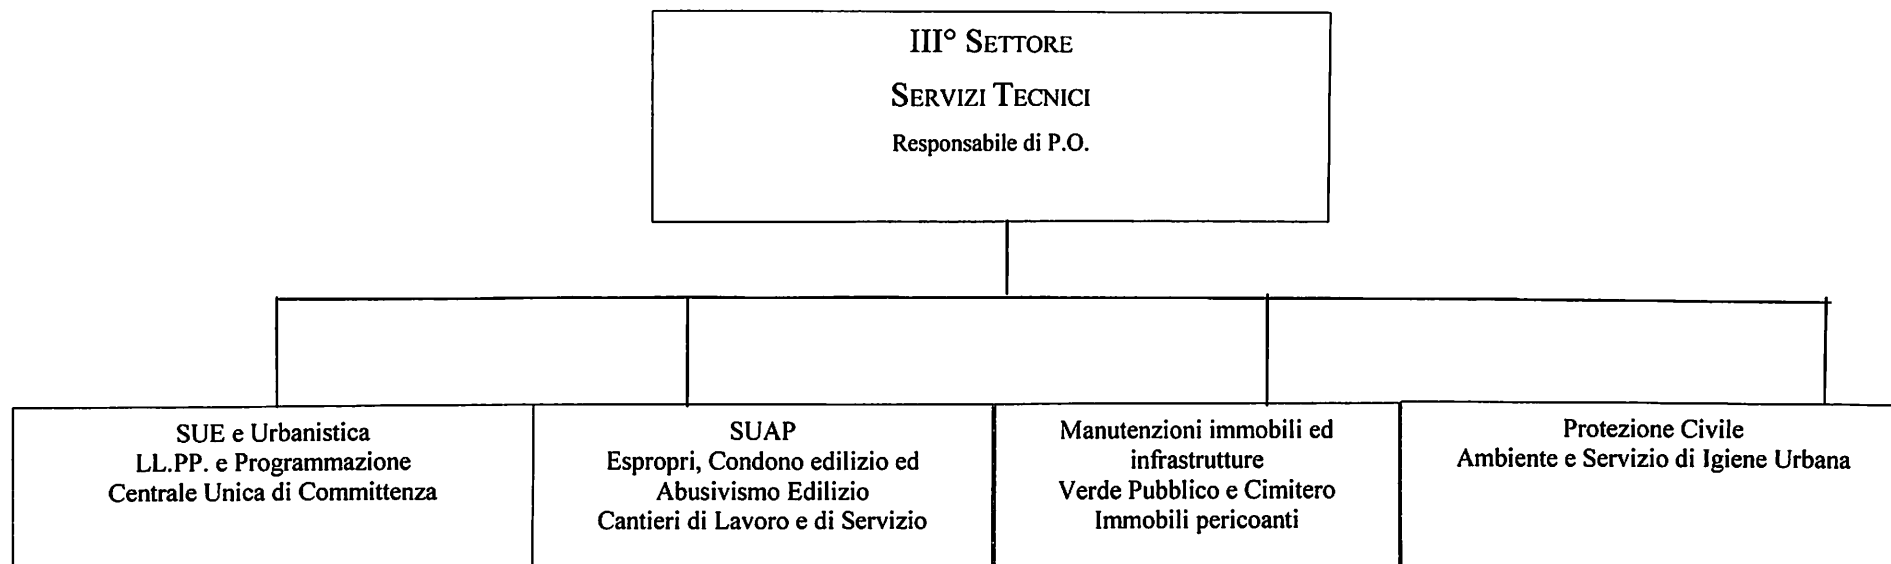 III° SETTORE
SERVIZI TECNICI
Responsabile di P.O.
SUE e Urbanistica
LL.PP. e Programmazione
Centrale Unica di Committenza
SUAP
Espropri, Condono edilizio ed
Abusivismo Edilizio
Cantieri di Lavoro e di Servizio
Manutenzioni immobili ed
infrastrutture
Verde Pubblico e Cimitero
Immobili pericoanti
Protezione Civile
Ambiente e Servizio di Igiene Urbana